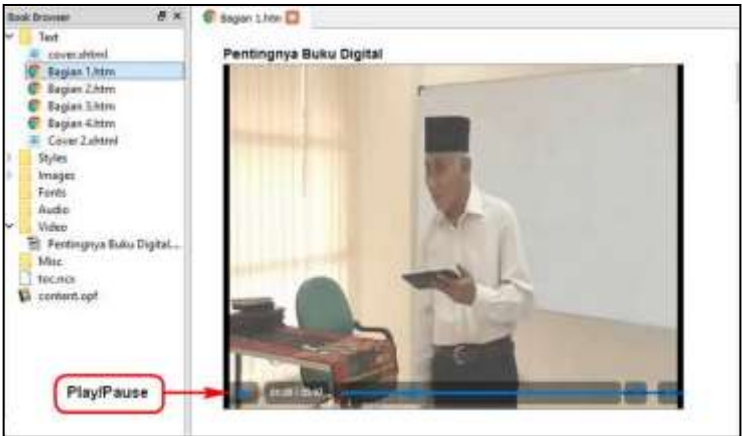 Book Browser
Text
cover.xhtml
Bagian 1.htm
Bagian 2.htm
Bagian 3.htm
Bagian 4.htm
Cover 2.xhtml
Styles
Images
Fonts
Audio
Video
Pentingnya Buku Digital...
Misc
toc.ncx
content.opf
Bagian 1.htm
Pentingnya Buku Digital
Play/Pause